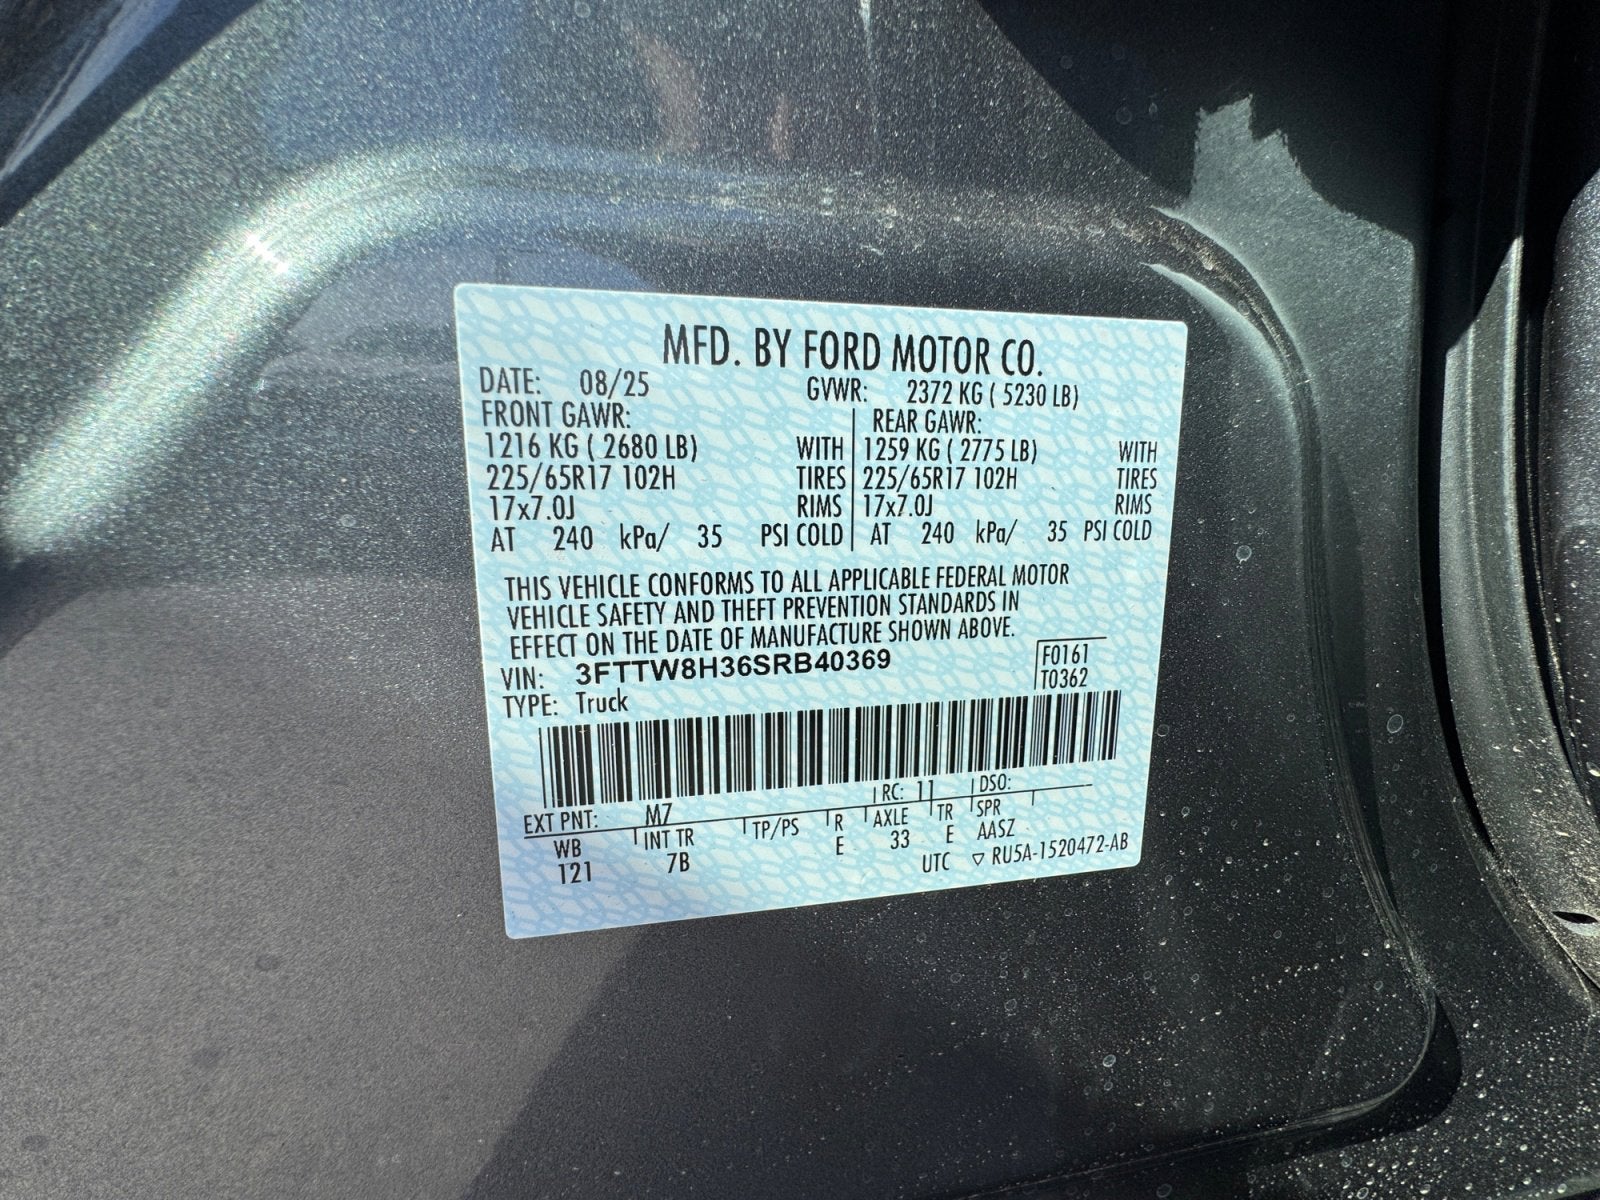 MFD. BY FORD MOTOR CO.
DATE: 08/25 GVWR: 2372 KG ( 5230 LB)
FRONT GAWR: REAR GAWR:
1216 KG ( 2680 LB) WITH 1259 KG ( 2775 LB) WITH
225/65R17 102H TIRES 225/65R17 102H TIRES
17x7.0J RIMS 17x7.0J RIMS
AT 240 kPa/ 35 PSI COLD AT 240 kPa/ 35 PSI COLD
THIS VEHICLE CONFORMS TO ALL APPLICABLE FEDERAL MOTOR
VEHICLE SAFETY AND THEFT PREVENTION STANDARDS IN
EFFECT ON THE DATE OF MANUFACTURE SHOWN ABOVE.
VIN: 3FTTW8H36SRB40369 F0161
TYPE: Truck T0362
EXT PNT: M7 RC: 11 DSO:
WB INT TR TP/PS R AXLE TR SPR
121 7B E 33 E AASZ
UTC ▽ RU5A-1520472-AB